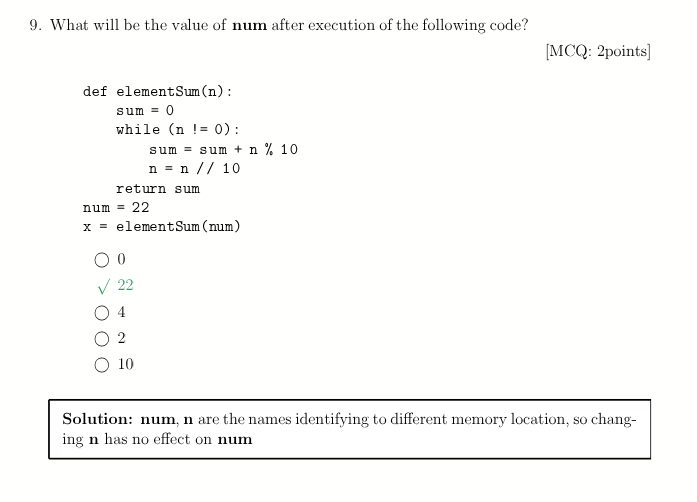 9. What will be the value of num after execution of the following code?
[MCQ: 2points]
def elementSum(n):
    sum = 0
    while (n != 0):
        sum = sum + n % 10
        n = n // 10
    return sum
num = 22
x = elementSum(num)
○ 0
√ 22
○ 4
○ 2
○ 10
Solution: num, n are the names identifying to different memory location, so chang-
ing n has no effect on num